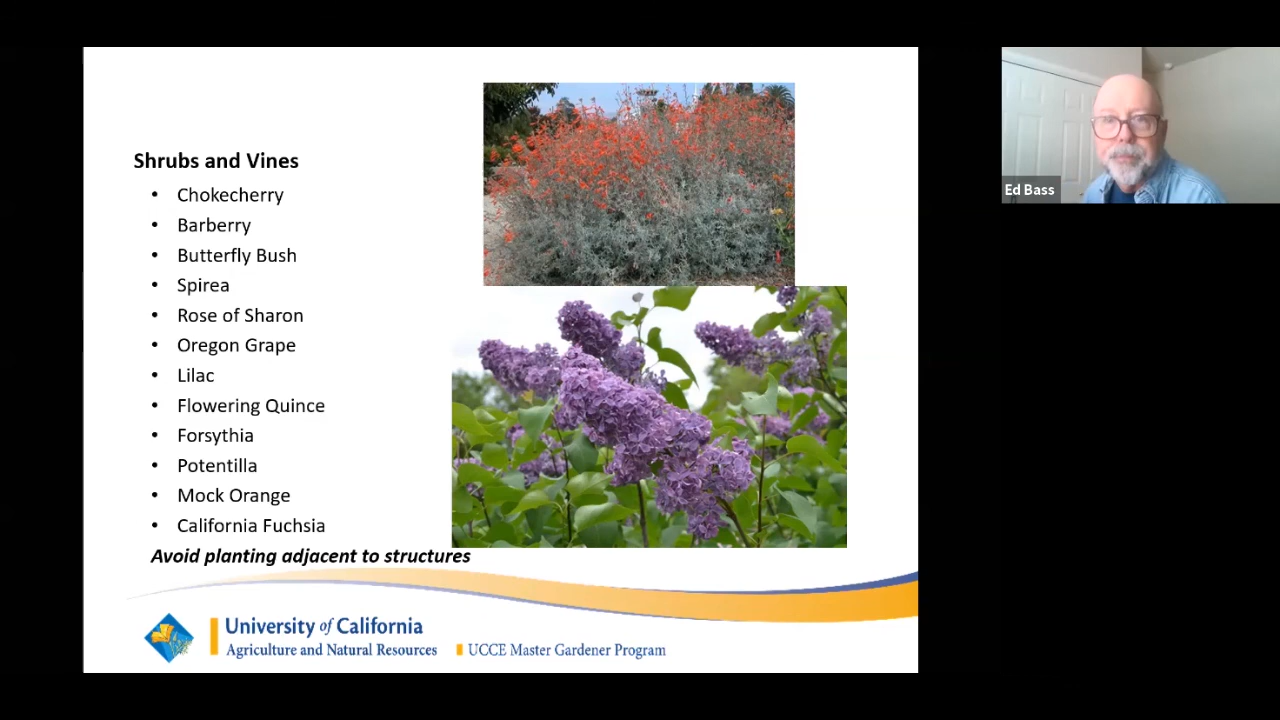 Shrubs and Vines
• Chokecherry
• Barberry
• Butterfly Bush
• Spirea
• Rose of Sharon
• Oregon Grape
• Lilac
• Flowering Quince
• Forsythia
• Potentilla
• Mock Orange
• California Fuchsia
Avoid planting adjacent to structures
University of California
Agriculture and Natural Resources
UCCE Master Gardener Program
Ed Bass